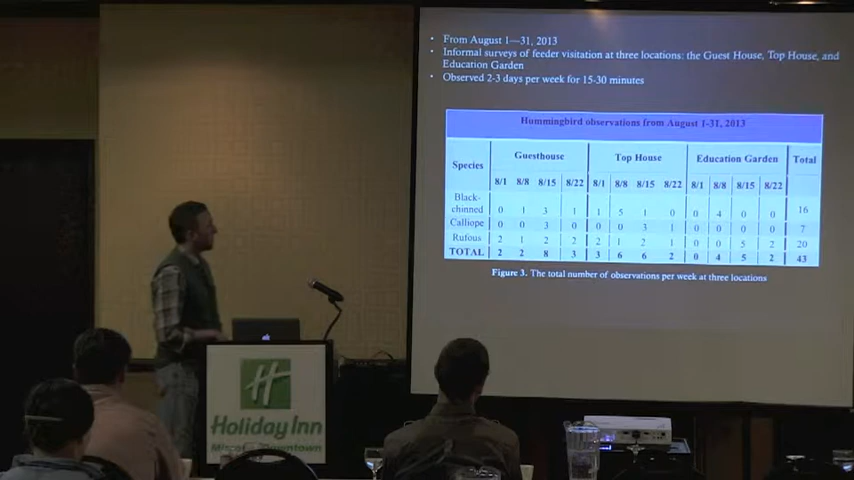 • From August 1—31, 2013
• Informal surveys of feeder visitation at three locations: the Guest House, Top House, and
Education Garden
• Observed 2-3 days per week for 15-30 minutes
Hummingbird observations from August 1-31, 2013
Species Guesthouse Top House Education Garden Total
8/1 8/8 8/15 8/22 8/1 8/8 8/15 8/22 8/1 8/8 8/15 8/22
Black-
chinned 0 1 3 1 1 5 1 0 0 4 0 0 16
Calliope 0 0 3 0 0 0 3 1 0 0 0 0 7
Rufous 2 1 2 2 2 1 2 1 0 0 5 2 20
TOTAL 2 2 8 3 3 6 6 2 0 4 5 2 43
Figure 3. The total number of observations per week at three locations
H
Holiday Inn
Downtown